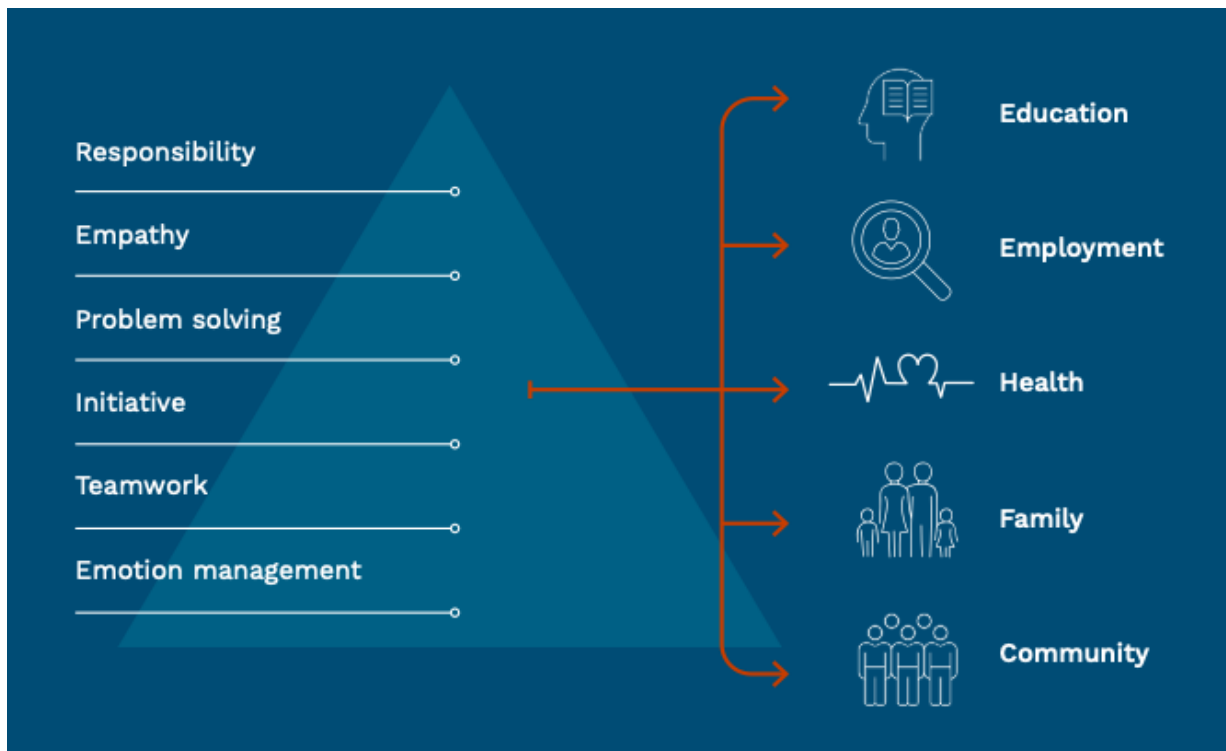 Responsibility
Empathy
Problem solving
Initiative
Teamwork
Emotion management
Education
Employment
Health
Family
Community